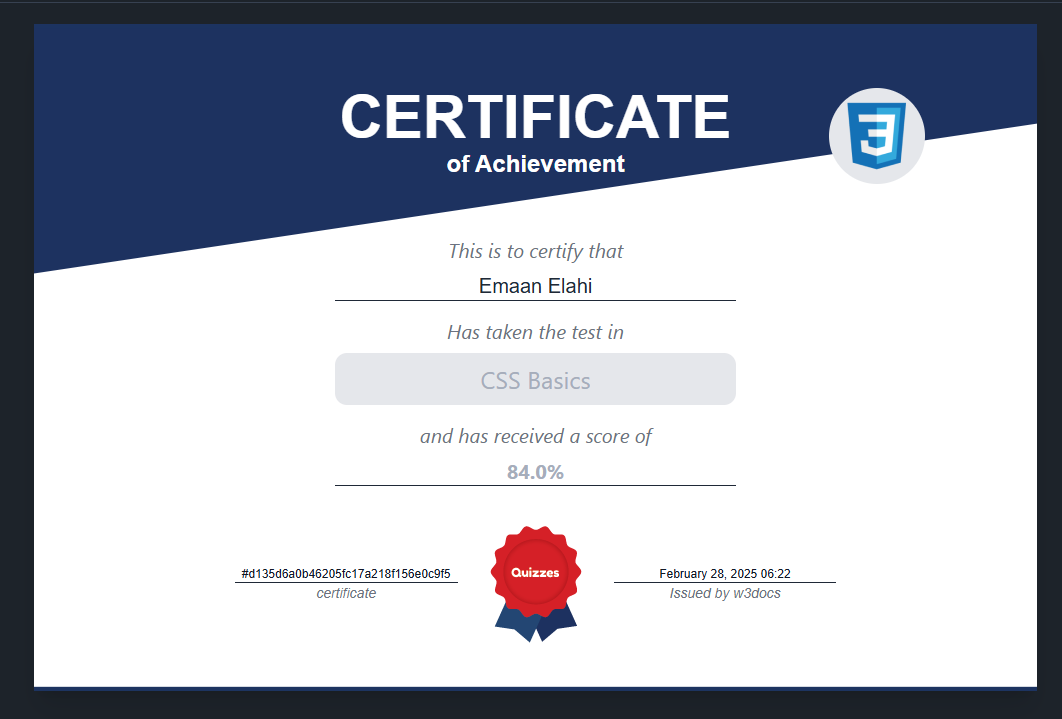 CERTIFICATE
of Achievement
This is to certify that
Emaan Elahi
Has taken the test in
CSS Basics
and has received a score of
84.0%
#d135d6a0b46205fc17a218f156e0c9f5
certificate
Quizzes
February 28, 2025 06:22
Issued by w3docs